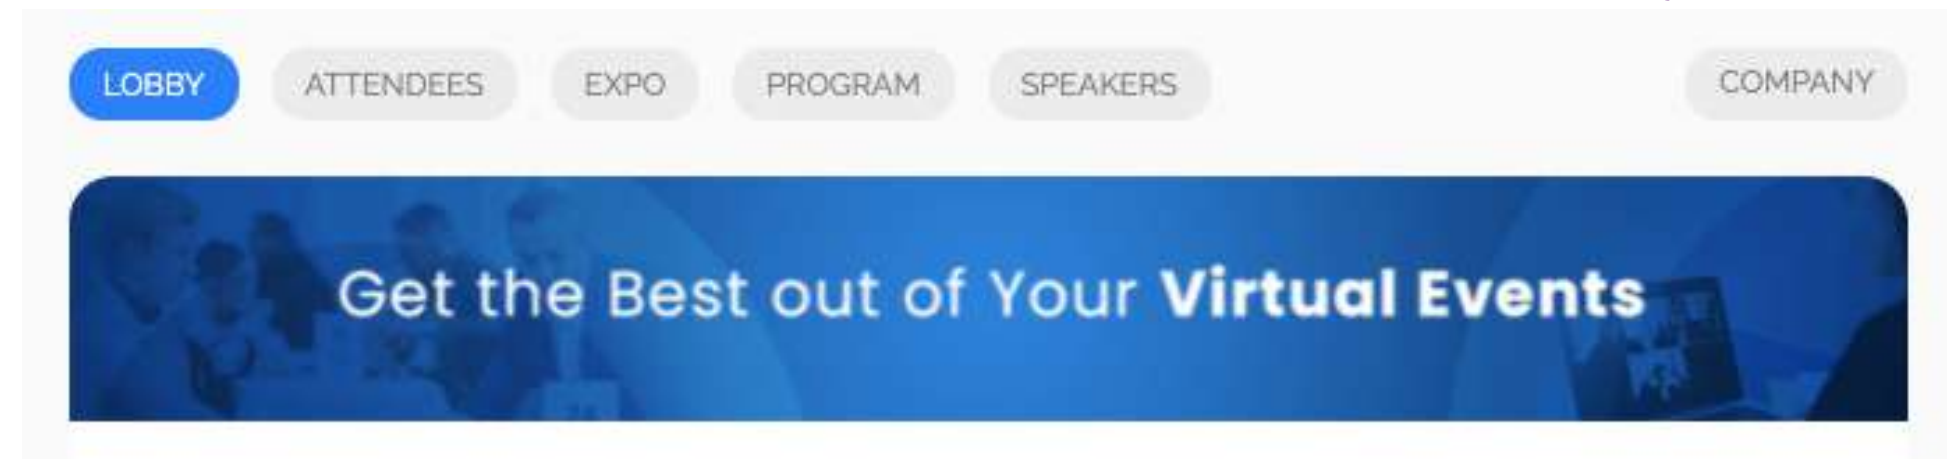 LOBBY ATTENDEES EXPO PROGRAM SPEAKERS COMPANY
Get the Best out of Your Virtual Events